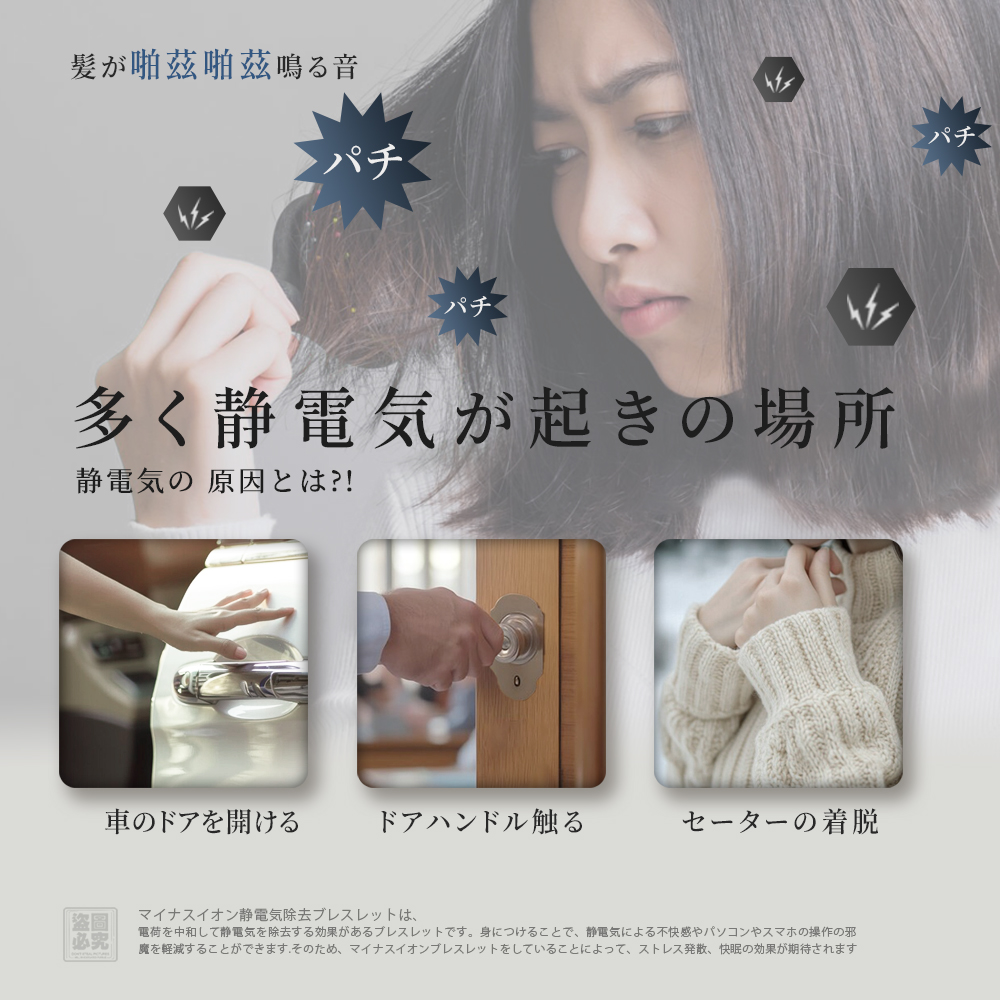 髪が啪茲啪茲鳴る音
パチ
パチ
パチ
多く静電気が起きの場所
静電気の 原因とは?!
車のドアを開ける
ドアハンドル触る
セーターの着脱
盜圖
必究
マイナスイオン静電気除去ブレスレットは、
電荷を中和して静電気を除去する効果があるブレスレットです。身につけることで、静電気による不快感やパソコンやスマホの操作の邪
魔を軽減することができます.そのため、マイナスイオンブレスレットをしていることによって、ストレス発散、快眠の効果が期待されます